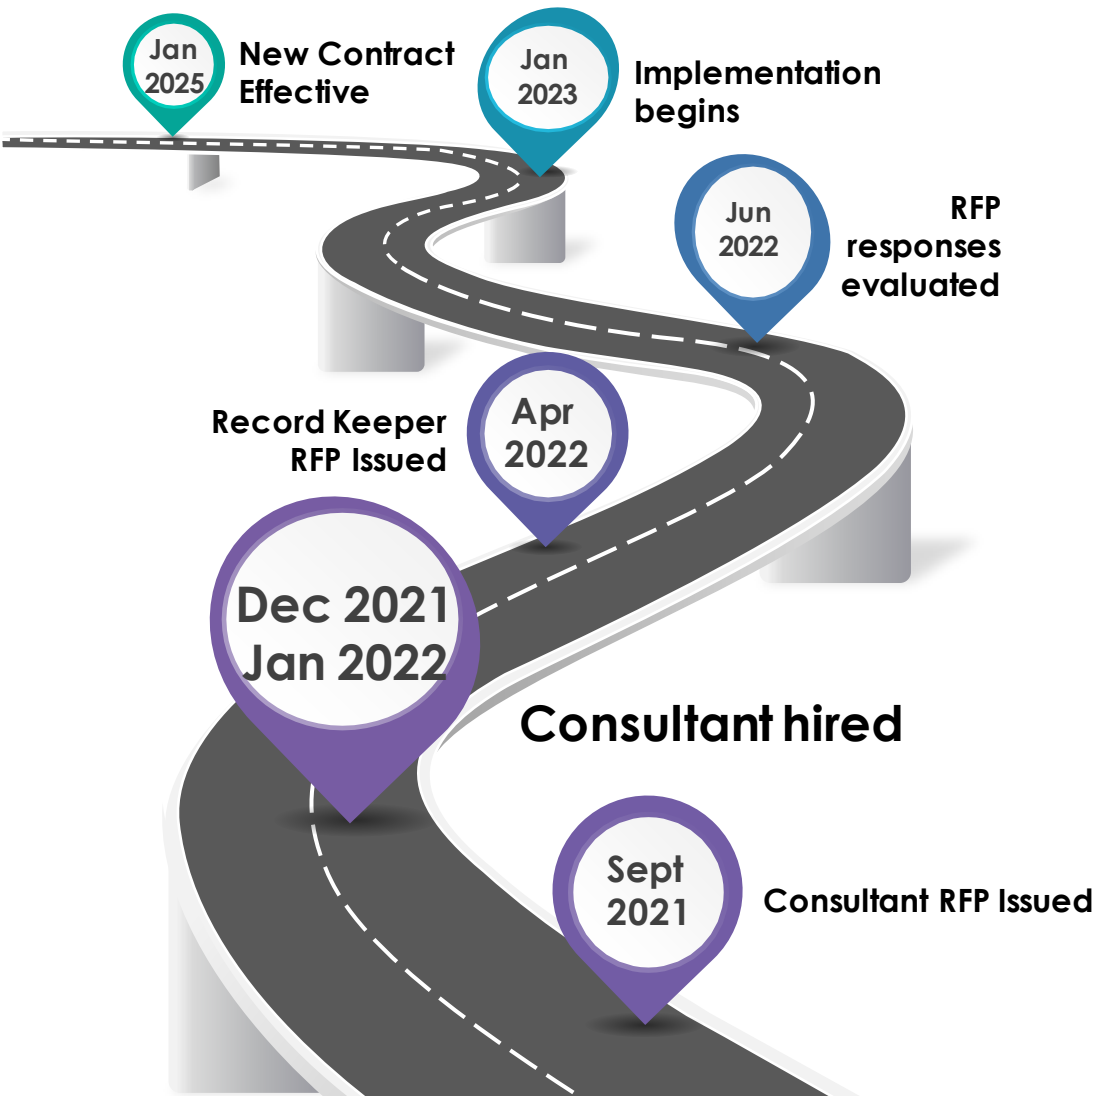 Jan
2025
New Contract
Effective
Jan
2023
Implementation
begins
Jun
2022
RFP
responses
evaluated
Apr
2022
Record Keeper
RFP Issued
Dec 2021
Jan 2022
Consultant hired
Sept
2021
Consultant RFP Issued